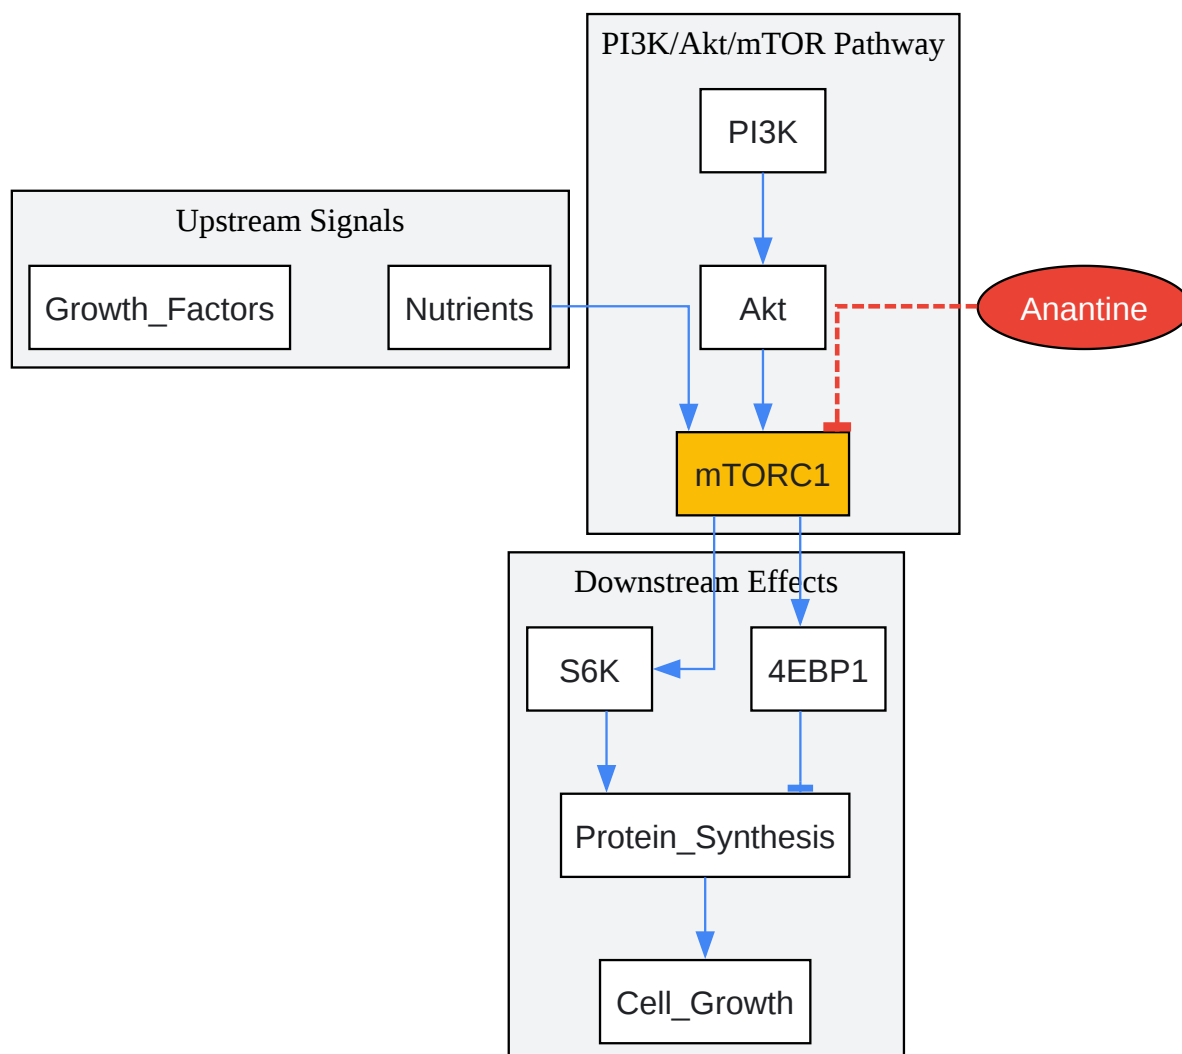 PI3K/Akt/mTOR Pathway
PI3K
Upstream Signals
Growth_Factors
Nutrients
Akt
Anantine
mTORC1
Downstream Effects
S6K
4EBP1
Protein_Synthesis
Cell_Growth